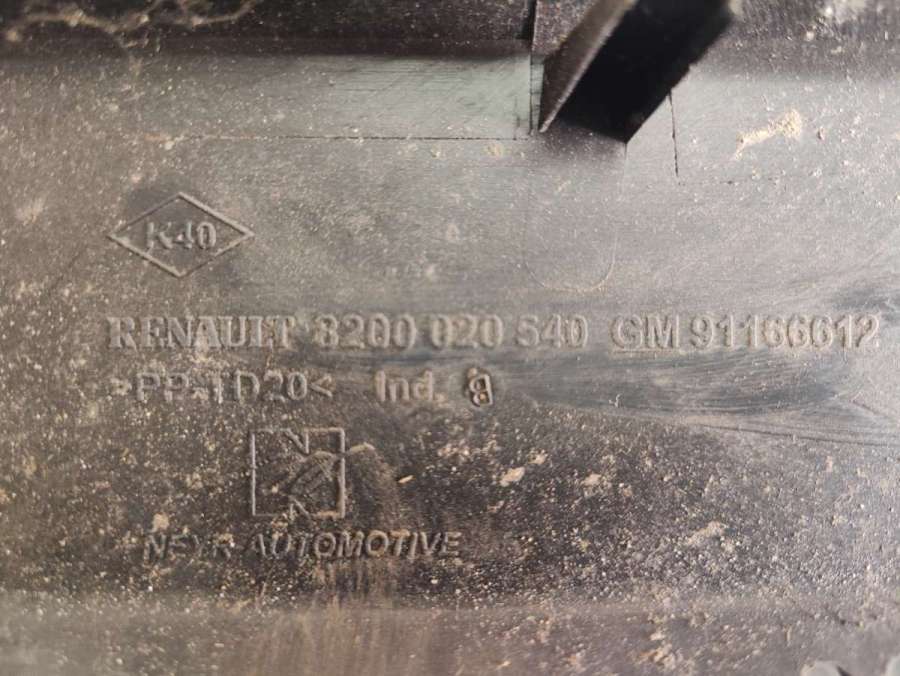 K40
RENAULT 8200 020 540 GM 91166612
>PP-TD20< Ind. B
NEYR AUTOMOTIVE